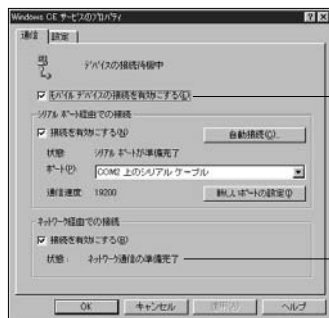 Windows CE サービスのプロパティ
通信 設定
デバイスの接続待機中
モバイル デバイスの接続を有効にする(E)
シリアル ポート経由での接続
接続を有効にする(N) 自動接続(C)...
状態: シリアル ポートが準備完了
ポート(P): COM2 上のシリアル ケーブル
通信速度: 19200 新しいポートの設定(I)
ネットワーク経由での接続
接続を有効にする(B)
状態: ネットワーク通信の準備完了
OK キャンセル 適用(A) ヘルプ